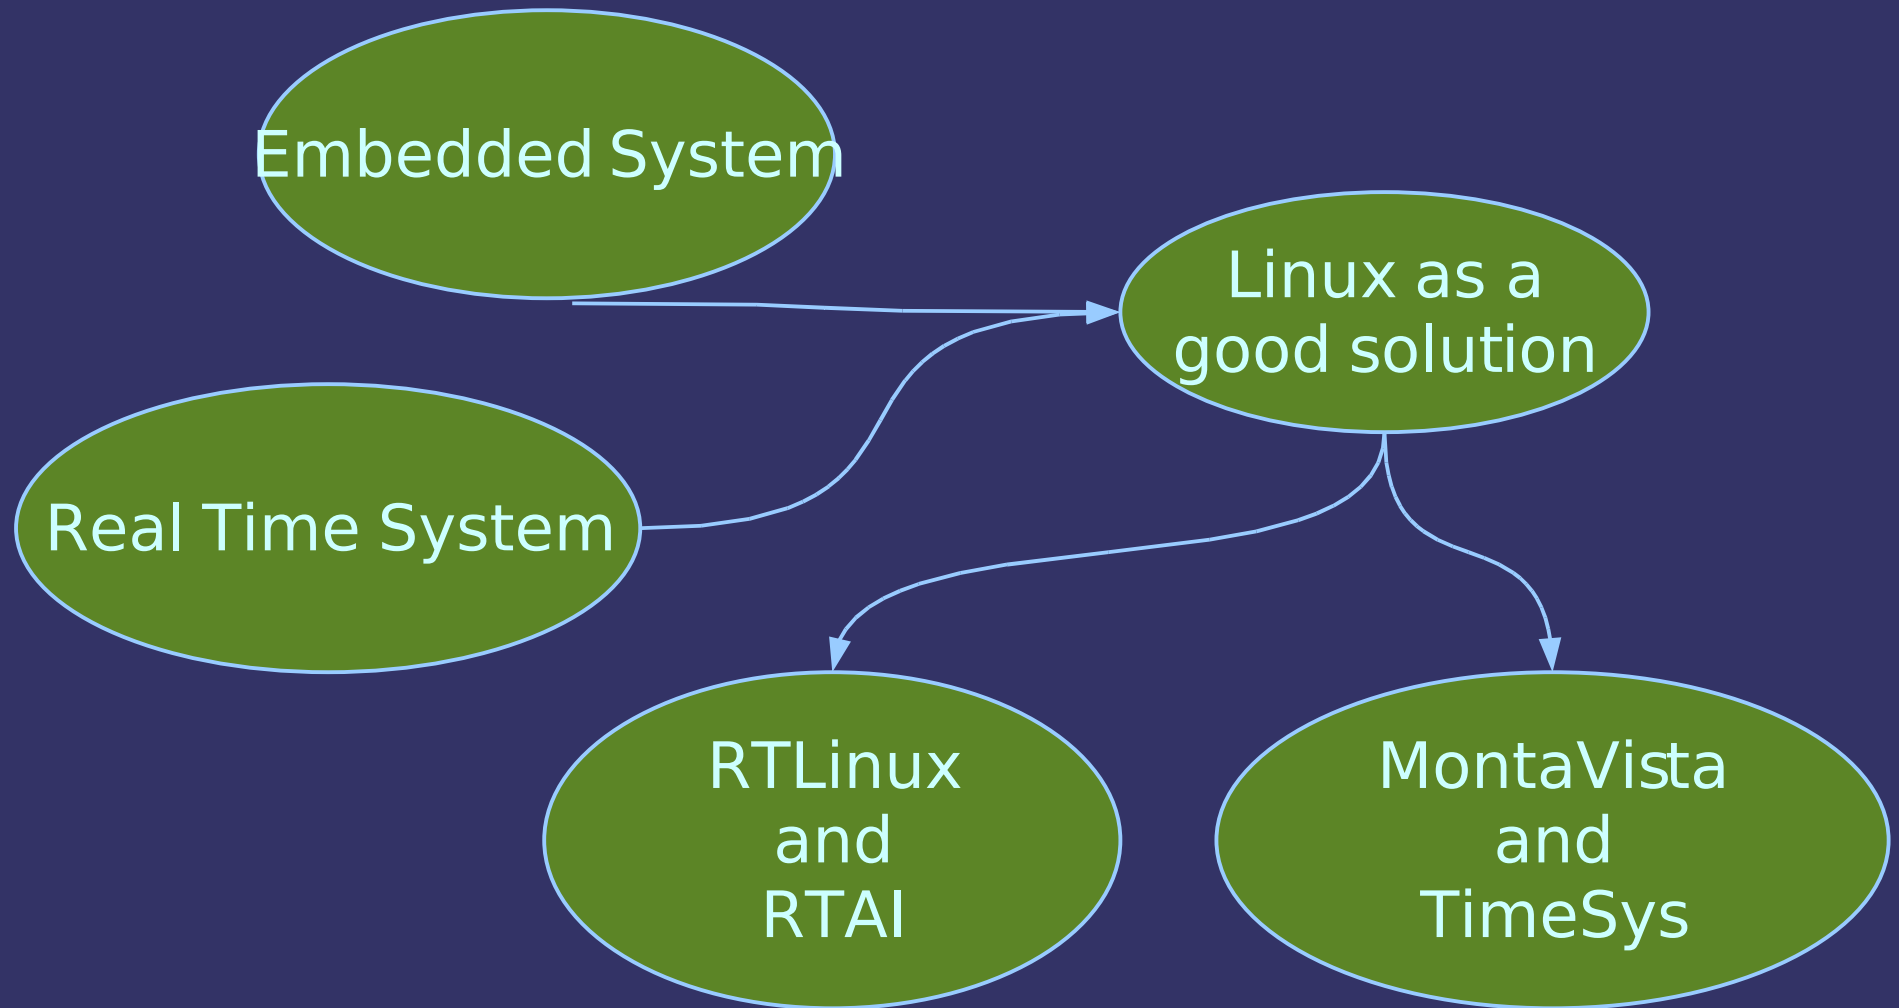 Embedded System
Linux as a
good solution
Real Time System
RTLinux
and
RTAI
MontaVista
and
TimeSys